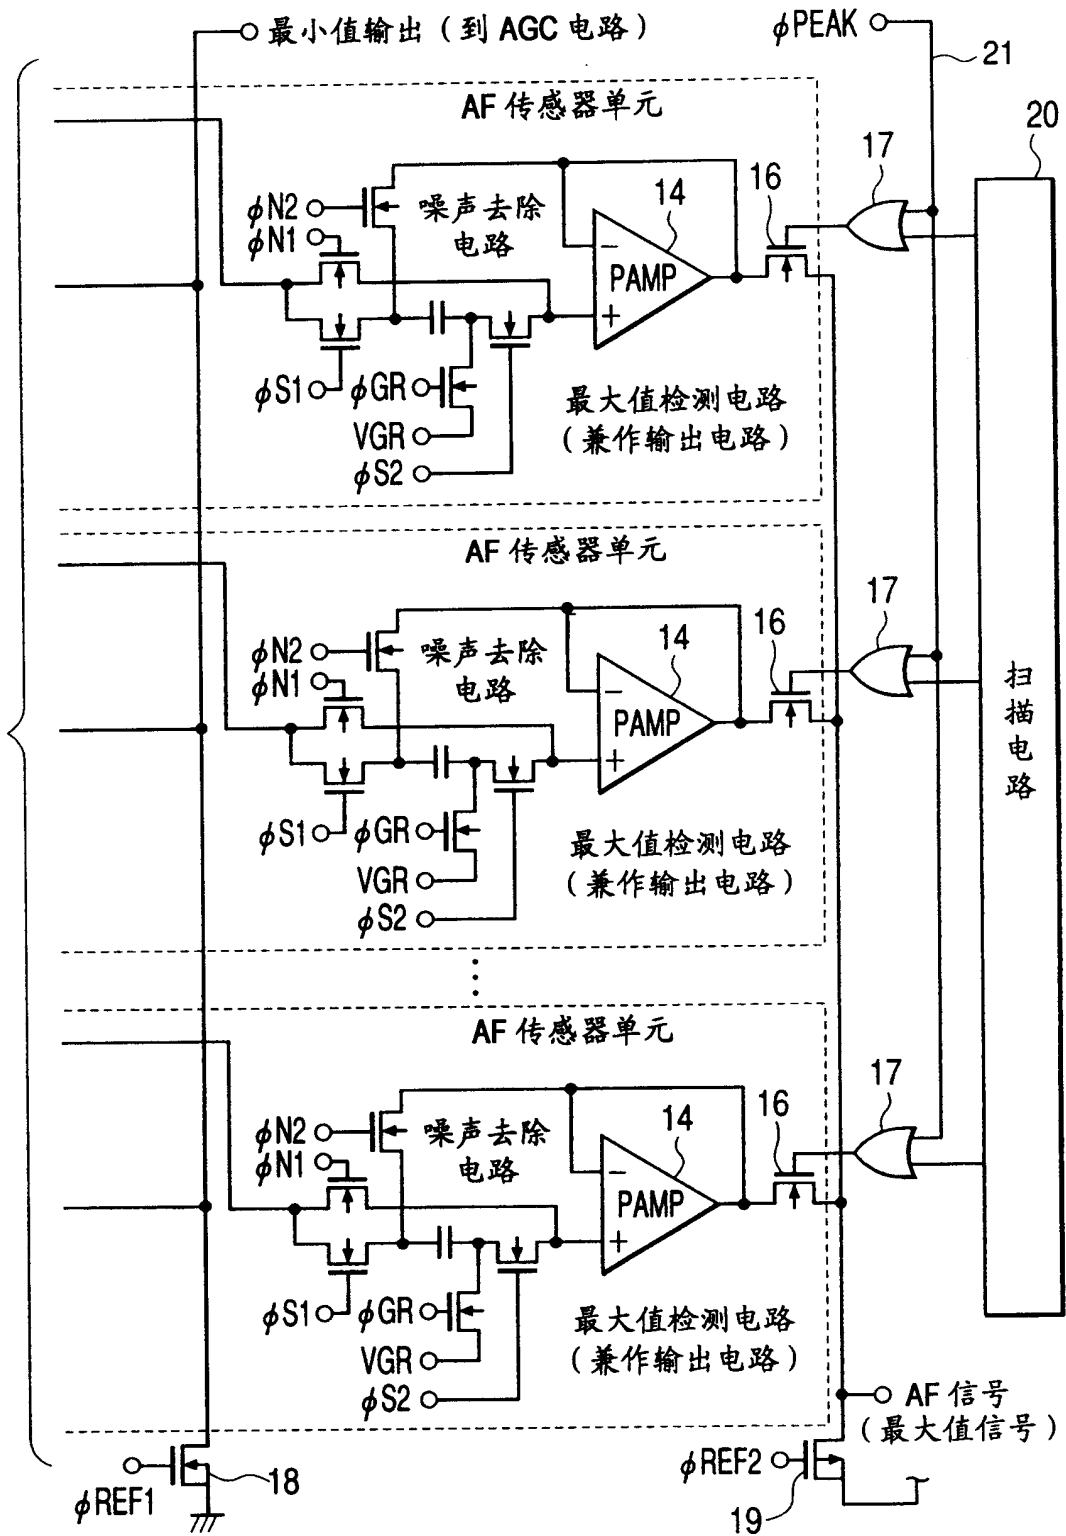 最小值输出（到 AGC 电路）
ϕPEAK
21
20
AF 传感器单元
17
16
14
ϕN2
噪声去除
电路
ϕN1
−
PAMP
+
ϕS1
ϕGR
最大值检测电路
VGR
（兼作输出电路）
ϕS2
AF 传感器单元
17
16
14
ϕN2
噪声去除
电路
ϕN1
−
PAMP
+
扫描电路
ϕS1
ϕGR
最大值检测电路
VGR
（兼作输出电路）
ϕS2
AF 传感器单元
17
16
14
ϕN2
噪声去除
电路
ϕN1
−
PAMP
+
ϕS1
ϕGR
最大值检测电路
VGR
（兼作输出电路）
ϕS2
AF 信号
（最大值信号）
ϕREF1
18
ϕREF2
19